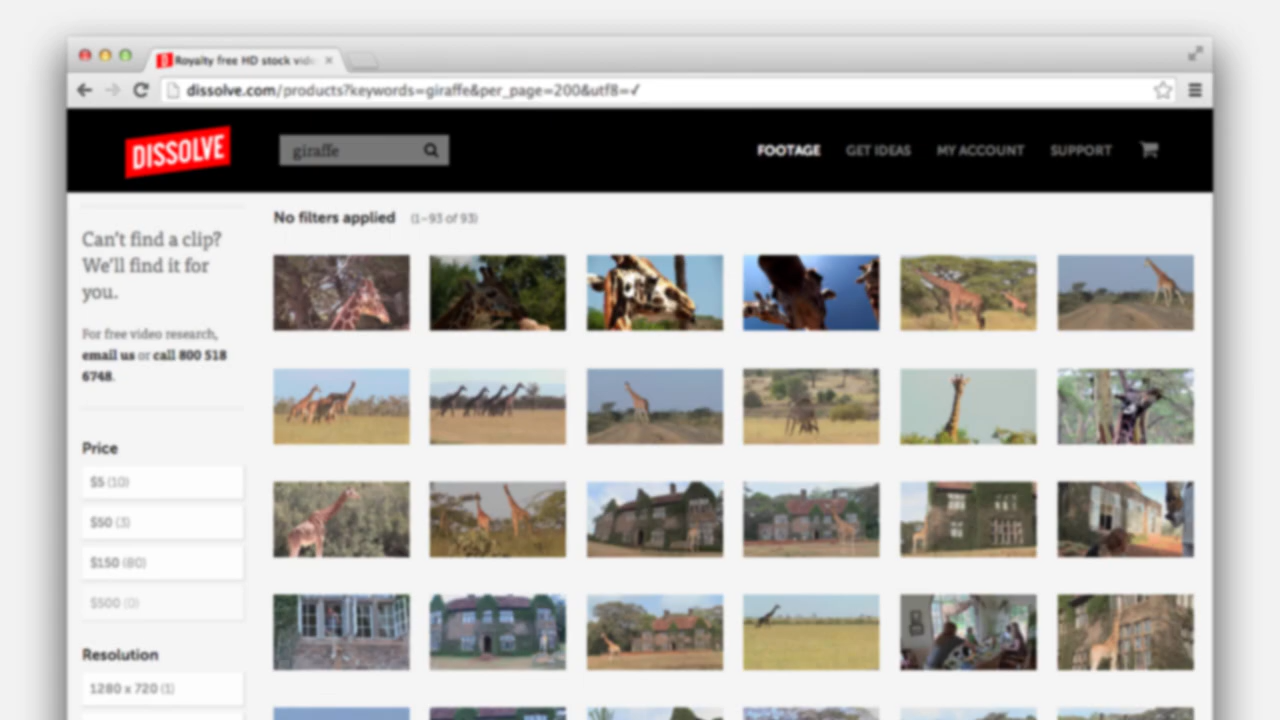 Royalty free HD stock vide
dissolve.com/products?keywords=giraffe&per_page=200&utf8=✓
DISSOLVE
giraffe
FOOTAGE
GET IDEAS
MY ACCOUNT
SUPPORT
No filters applied (1–93 of 93)
Can't find a clip?
We'll find it for
you.
For free video research,
email us or call 800 518
6748.
Price
$5 (10)
$50 (3)
$150 (80)
$500 (0)
Resolution
1280 x 720 (1)